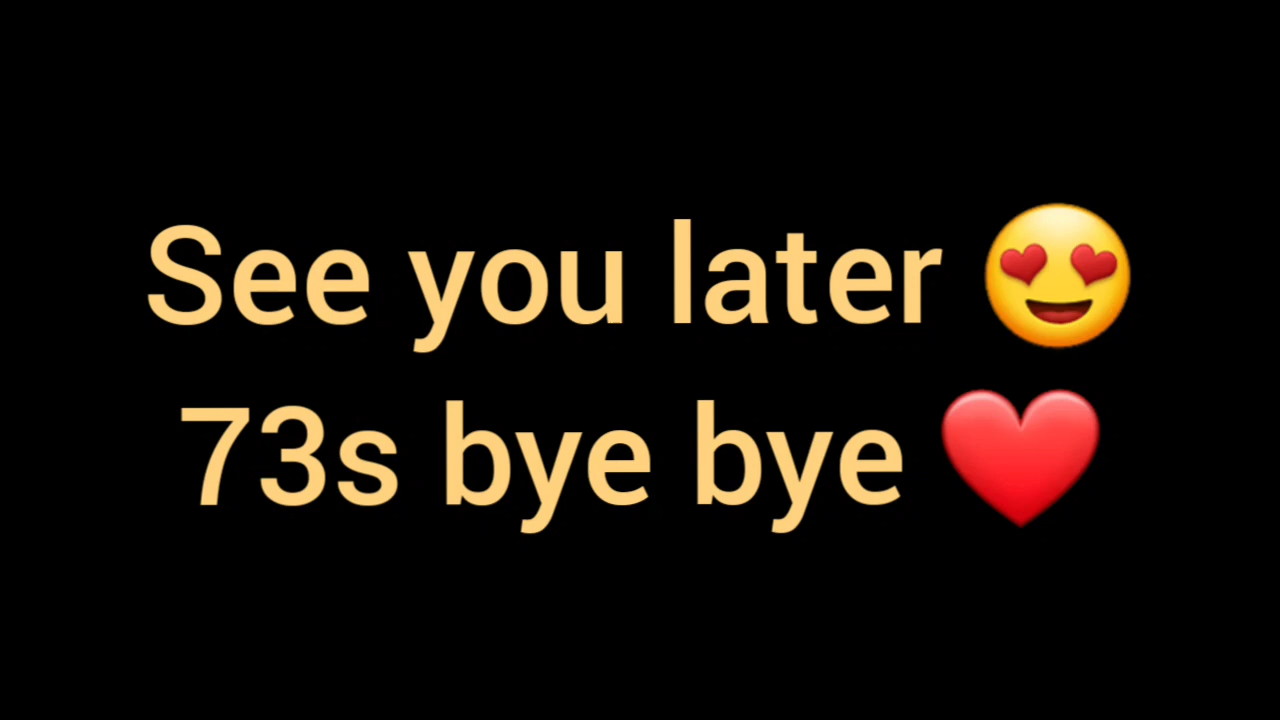 See you later 😍
73s bye bye ❤️